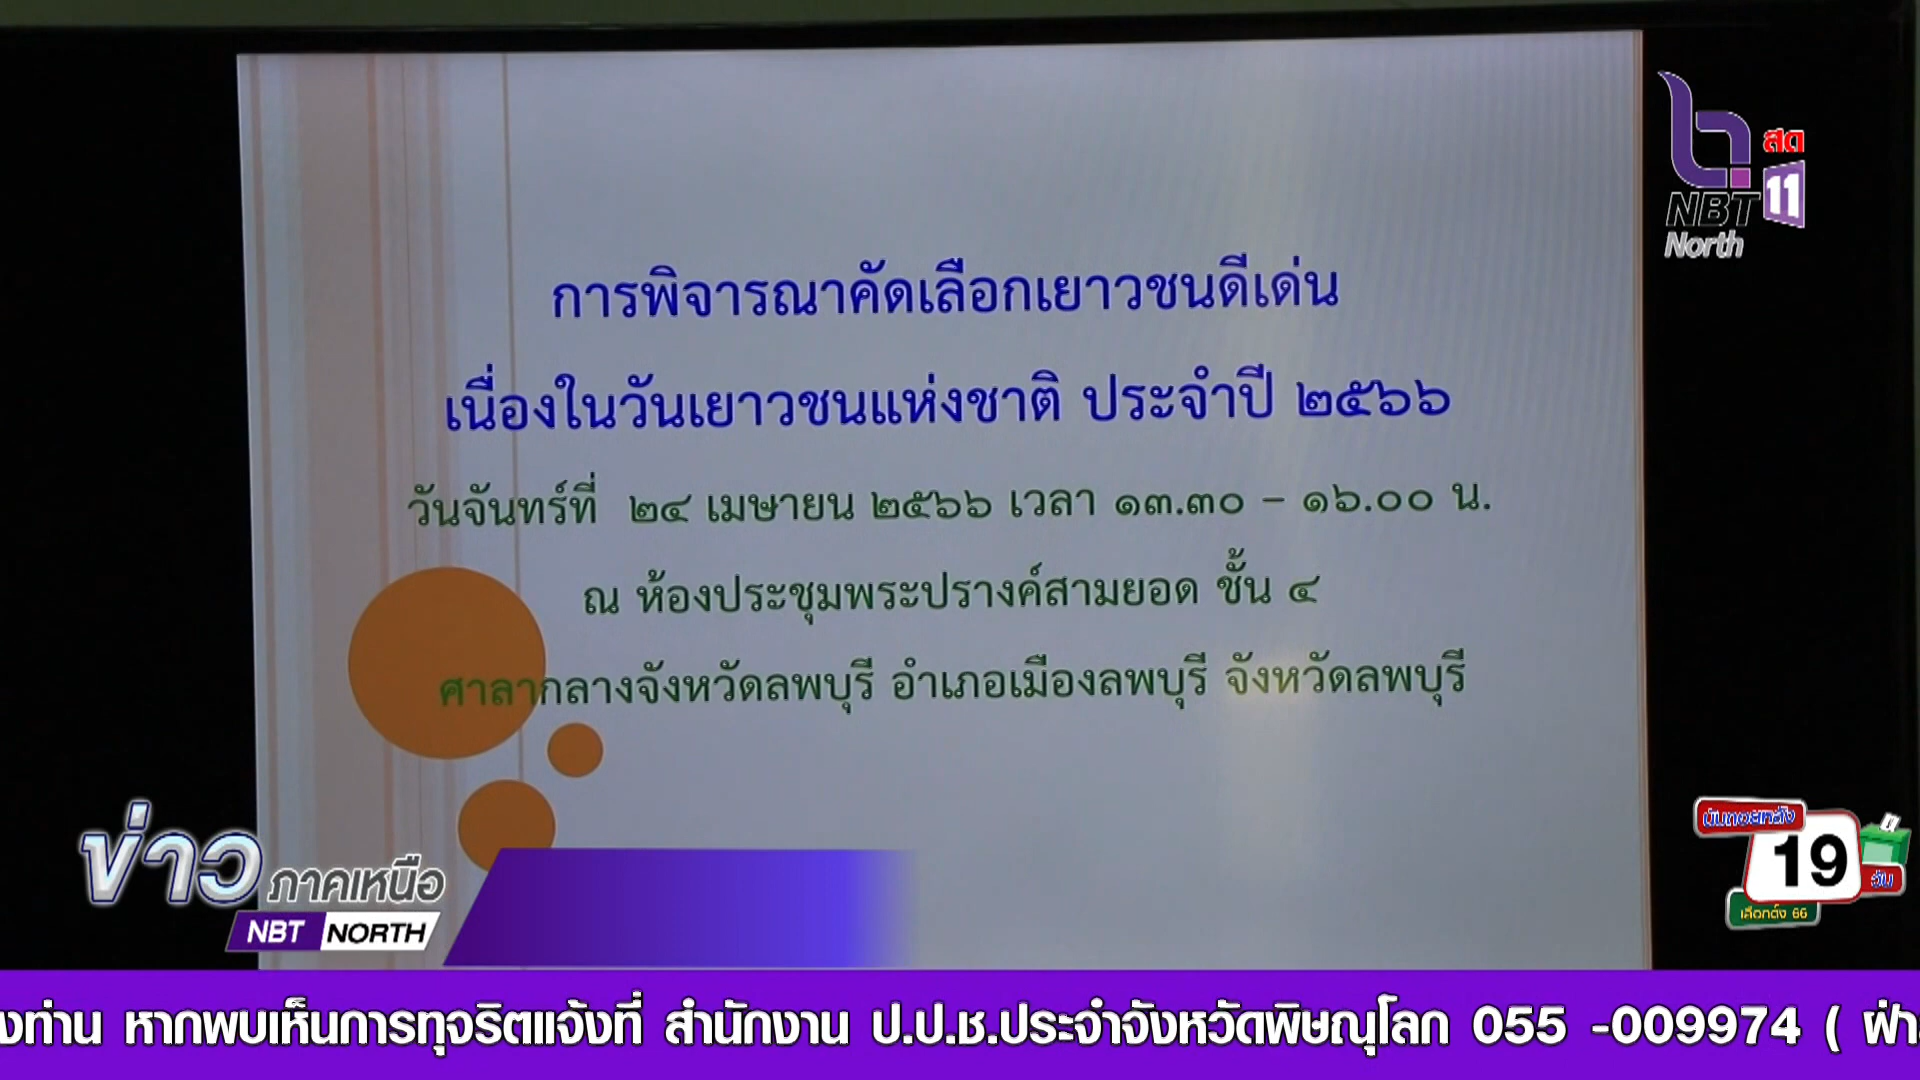 สด
NBT 11
North
การพิจารณาคัดเลือกเยาวชนดีเด่น
เนื่องในวันเยาวชนแห่งชาติ ประจำปี ๒๕๖๖
วันจันทร์ที่ ๒๔ เมษายน ๒๕๖๖ เวลา ๑๓.๓๐ – ๑๖.๐๐ น.
ณ ห้องประชุมพระปรางค์สามยอด ชั้น ๔
ศาลากลางจังหวัดลพบุรี อำเภอเมืองลพบุรี จังหวัดลพบุรี
นับถอยหลัง
19
วัน
เลือกตั้ง 66
ข่าว ภาคเหนือ
NBT NORTH
งท่าน หากพบเห็นการทุจริตแจ้งที่ สำนักงาน ป.ป.ช.ประจำจังหวัดพิษณุโลก 055 -009974 ( ฝ่า